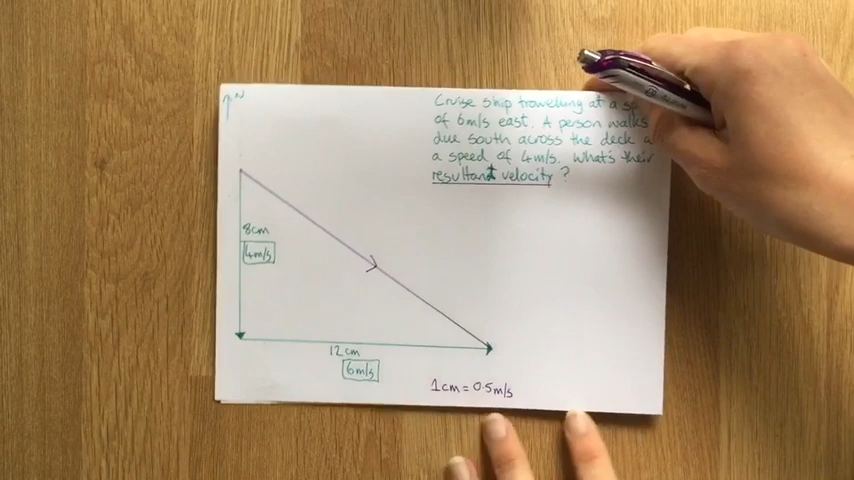 N
Cruise ship travelling at a sp
of 6m/s east. A person walks
due south across the deck a
a speed of 4m/s. What's their
resultant velocity ?
8cm
4m/s
12cm
6m/s
1cm = 0.5m/s